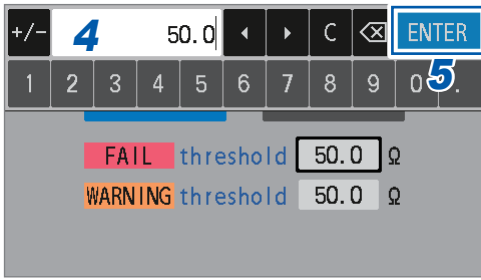 +/- 4 50.0 ◂ ▸ C ⌫ ENTER
1 2 3 4 5 6 7 8 9 0 5 .
FAIL threshold 50.0 Ω
WARNING threshold 50.0 Ω